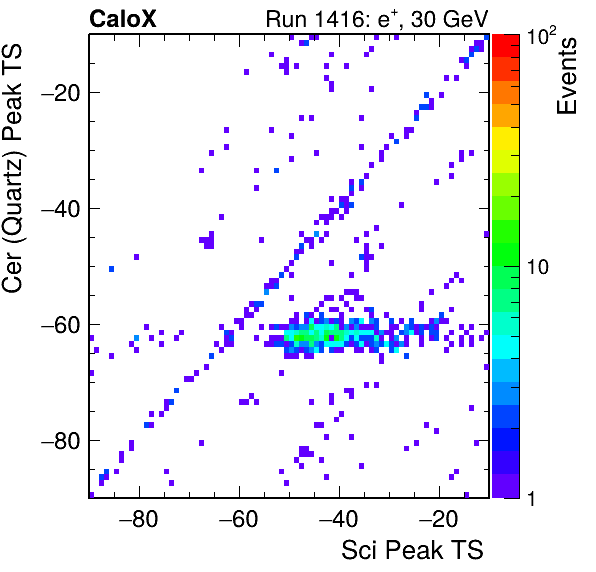 CaloX Run 1416: e+, 30 GeV
Cer (Quartz) Peak TS
−20
−40
−60
−80
−80 −60 −40 −20
Sci Peak TS
10²
10
1
Events